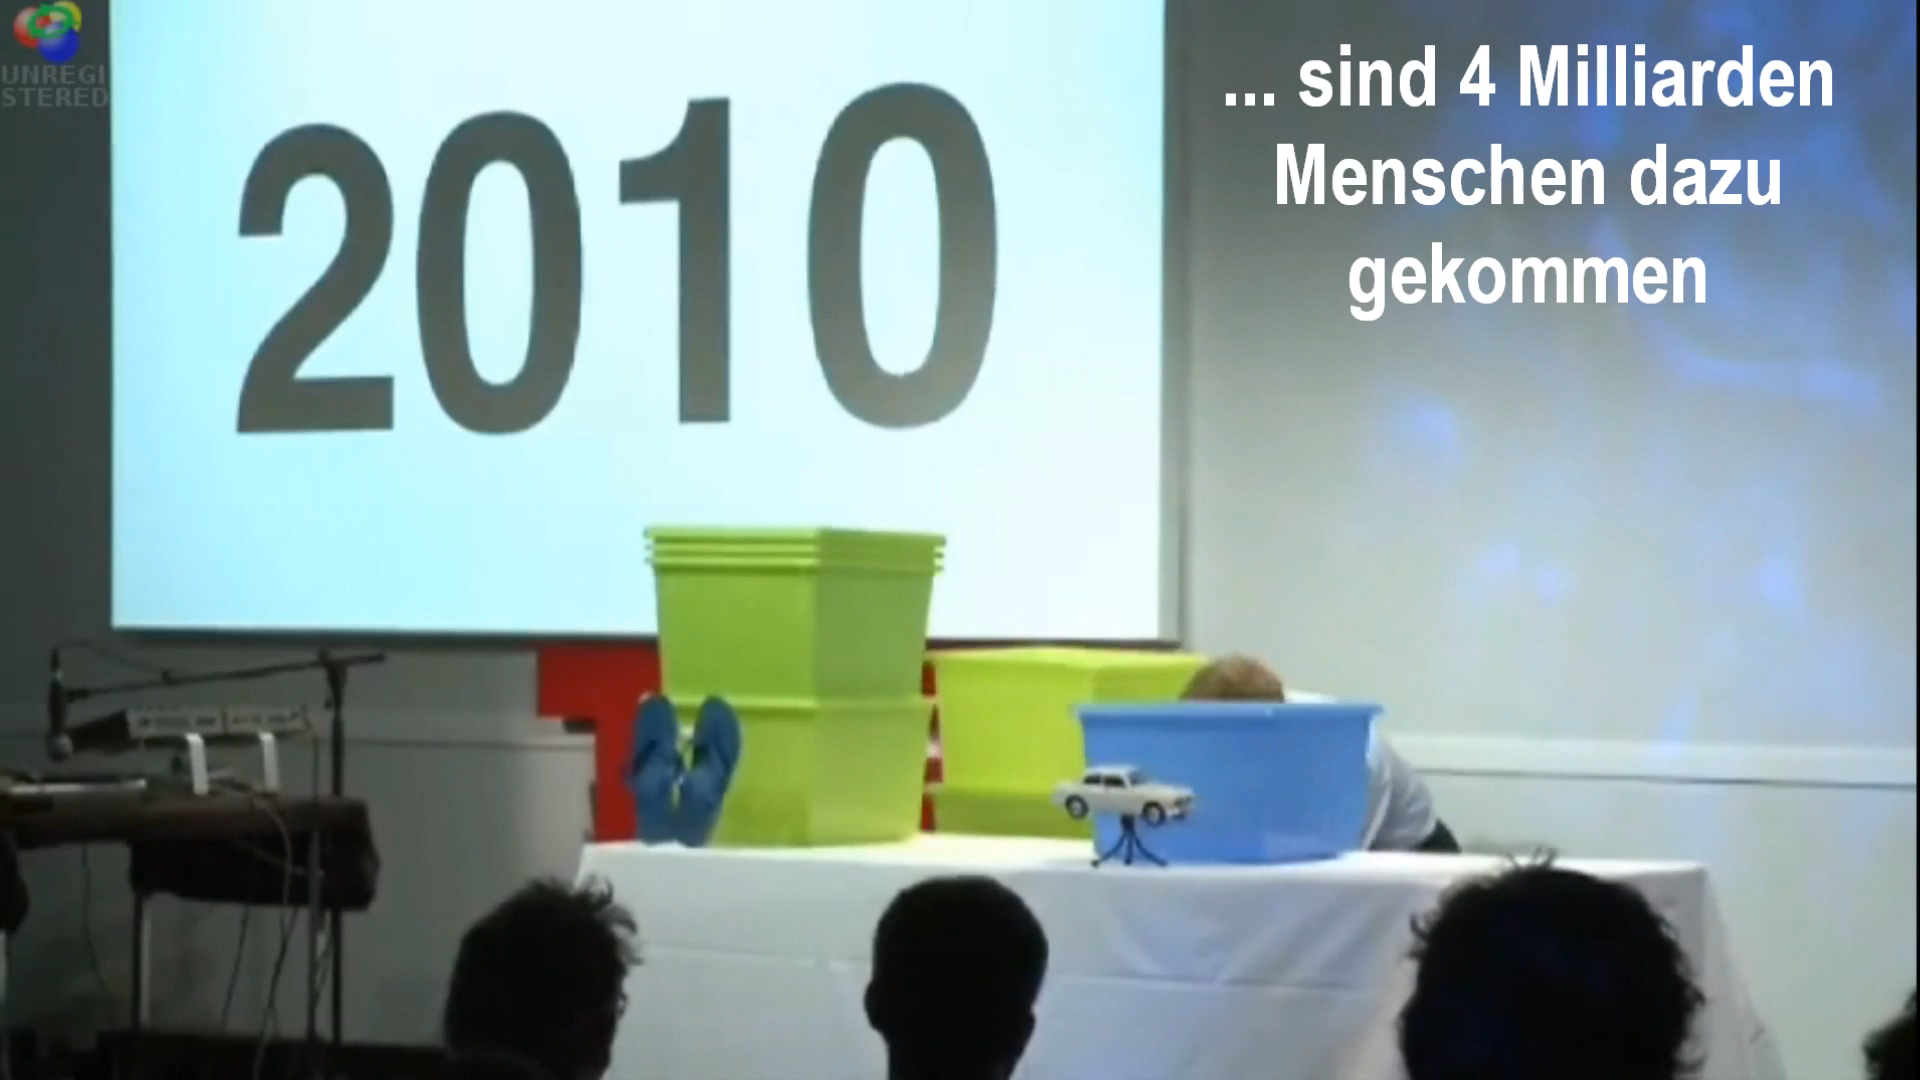 UNREGI
STERED
2010
... sind 4 Milliarden
Menschen dazu
gekommen